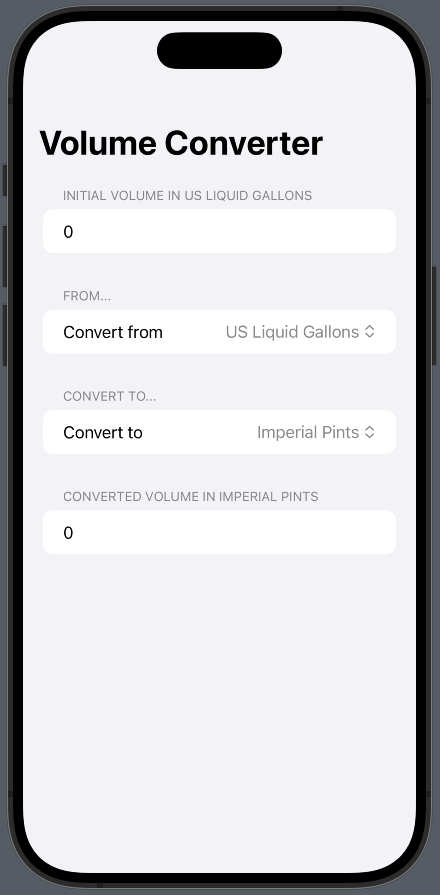 Volume Converter
INITIAL VOLUME IN US LIQUID GALLONS
0
FROM...
Convert from US Liquid Gallons
CONVERT TO...
Convert to Imperial Pints
CONVERTED VOLUME IN IMPERIAL PINTS
0